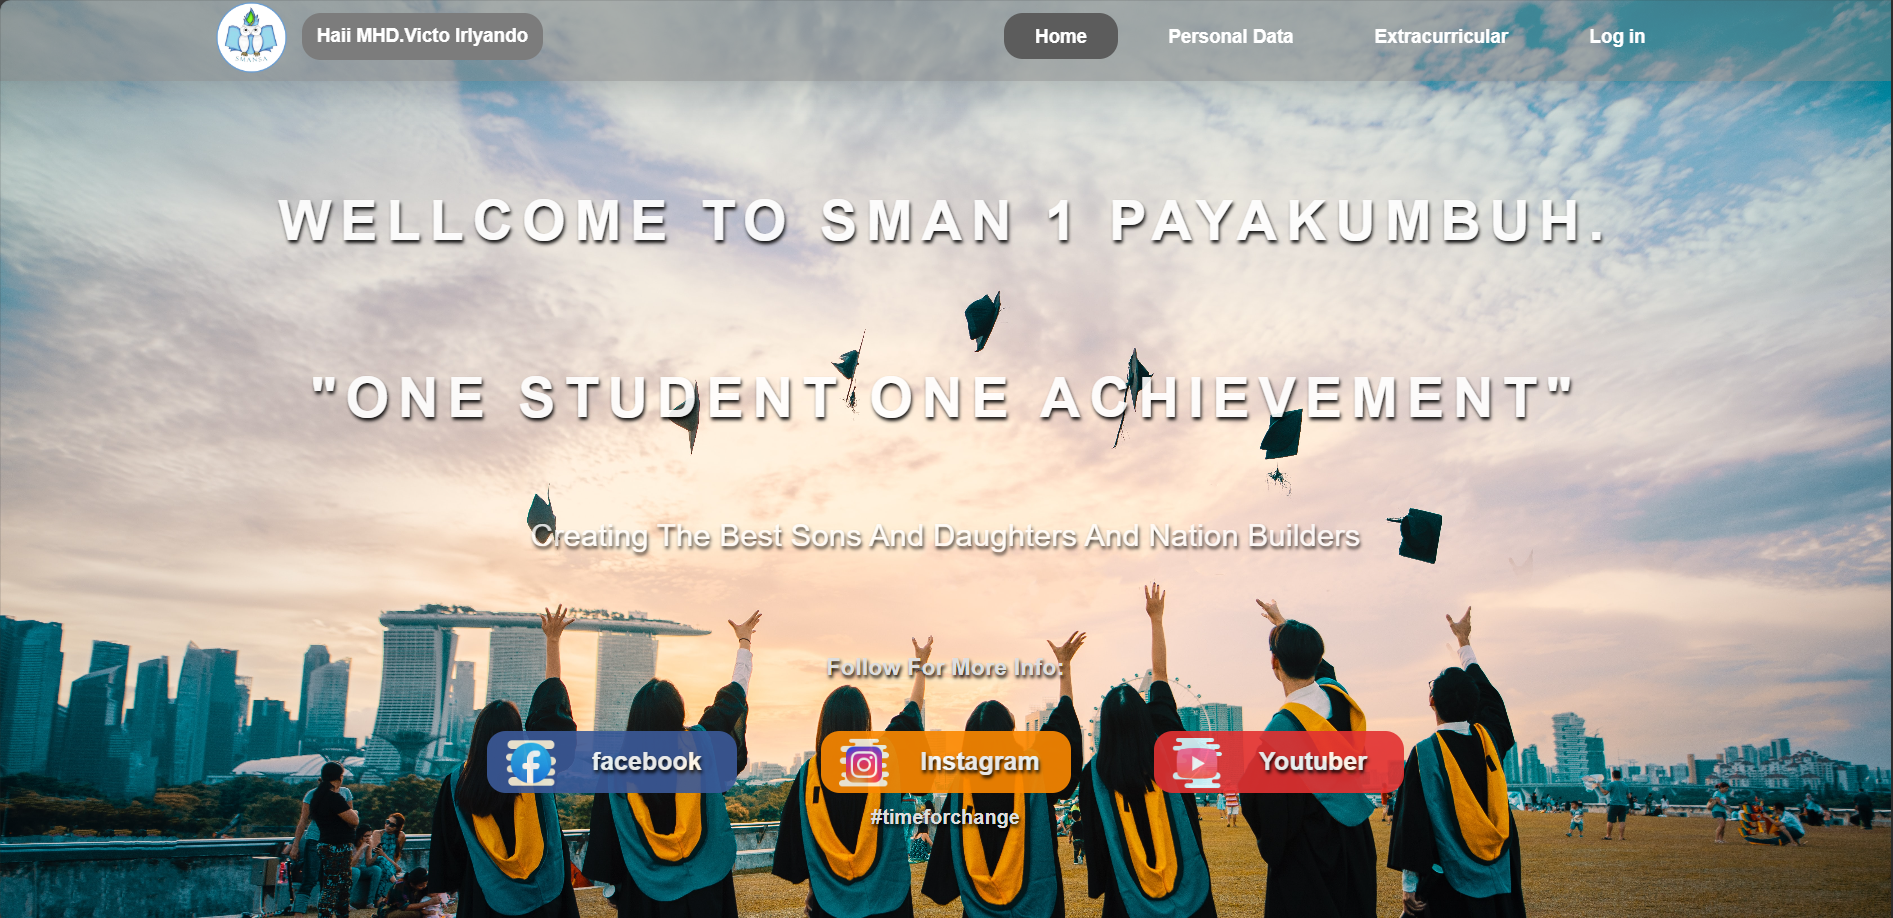 SMANSA
Haii MHD.Victo Irlyando
Home
Personal Data
Extracurricular
Log in
WELLCOME TO SMAN 1 PAYAKUMBUH.
"ONE STUDENT ONE ACHIEVEMENT"
Creating The Best Sons And Daughters And Nation Builders
Follow For More Info:
facebook
Instagram
Youtuber
#timeforchange